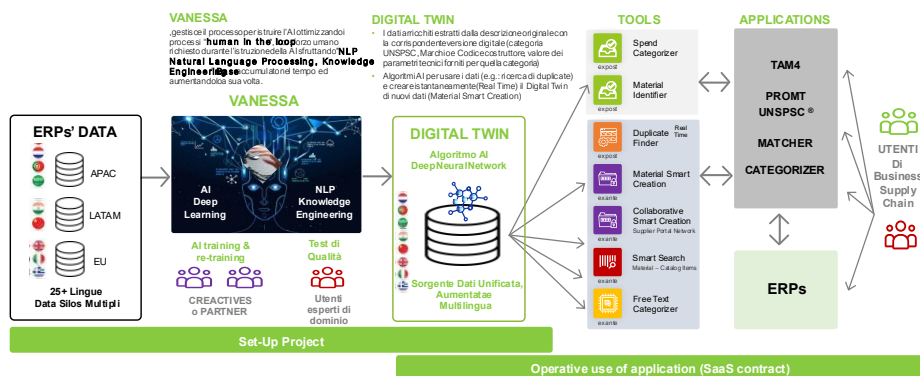 VANESSA
,gestisce il processo per istruire l'AI ottimizzando i
processi "human in the loop", lo sforzo umano
richiesto durante l'istruzione della AI sfruttando "NLP
Natural Language Processing, Knowledge
accumulato nel tempo ed
aumentandolo a sua volta.
VANESSA
DIGITAL TWIN
• I dati arricchiti estratti dalla descrizione originale con
la corrispondente versione digitale (categoria
UNSPSC, Marchi e Codice costruttore, valore dei
parametri tecnici forniti per quella categoria)
• Algoritmi AI per usare i dati (e.g.: ricerca di duplicate)
e creare istantaneamente (Real Time) il Digital Twin
di nuovi dati (Material Smart Creation)
ERPs' DATA
APAC
LATAM
EU
25+ Lingue
Data Silos Multipli
AI
Deep
Learning
NLP
Knowledge
Engineering
AI training &
re-training
Test di
Qualità
CREACTIVES
o PARTNER
Utenti
esperti di
dominio
DIGITAL TWIN
Algoritmo AI
DeepNeuralNetwork
Sorgente Dati Unificata,
Aumentatae
Multilingua
TOOLS
Spend
Categorizer
expost
Material
Identifier
expost
Duplicate
Finder
Real
Time
expost
Material Smart
Creation
exante
Collaborative
Smart Creation
Supplier Portal Network
exante
Smart Search
Material – Catalog Items
exante
Free Text
Categorizer
exante
APPLICATIONS
TAM4
PROMT
UNSPSC ®
MATCHER
CATEGORIZER
ERPs
UTENTI
Di
Business
Supply
Chain
Set-Up Project
Operative use of application (SaaS contract)